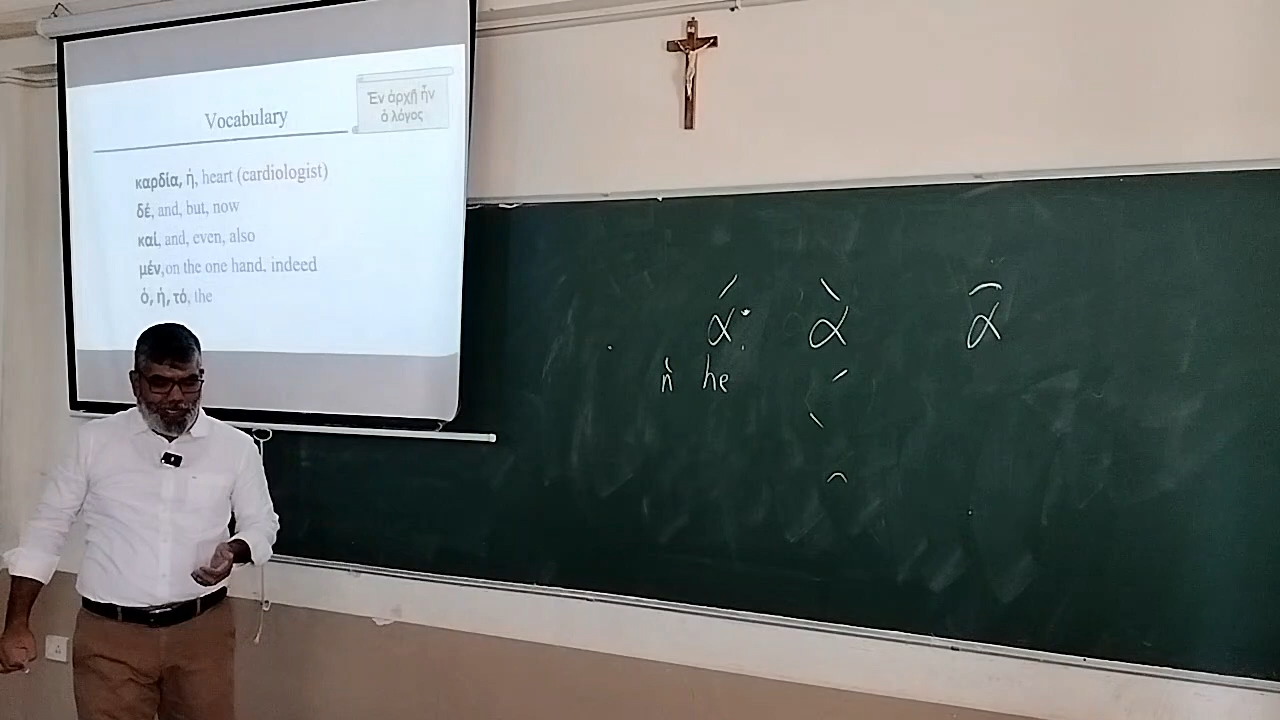 Vocabulary
Ἐν ἀρχῇ ἦν
ὁ λόγος
καρδία, ἡ, heart (cardiologist)
δέ, and, but, now
καί, and, even, also
μέν, on the one hand. indeed
ὁ, ἡ, τό, the
ά ὰ ᾶ
ἡ he